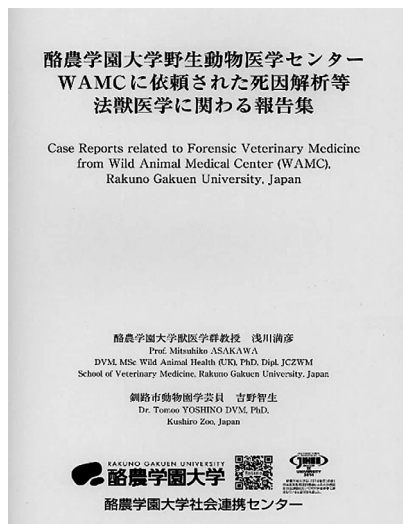 酪農学園大学野生動物医学センター
WAMCに依頼された死因解析等
法獣医学に関わる報告集
Case Reports related to Forensic Veterinary Medicine
from Wild Animal Medical Center (WAMC),
Rakuno Gakuen University, Japan
酪農学園大学獣医学群教授 浅川満彦
Prof. Mitsuhiko ASAKAWA
DVM, MSc Wild Animal Health (UK), PhD, Dipl. JCZWM
School of Veterinary Medicine, Rakuno Gakuen University, Japan
釧路市動物園学芸員 吉野智生
Dr. Tomoo YOSHINO DVM, PhD,
Kushiro Zoo, Japan
RAKUNO GAKUEN UNIVERSITY
酪農学園大学
酪農学園大学社会連携センター